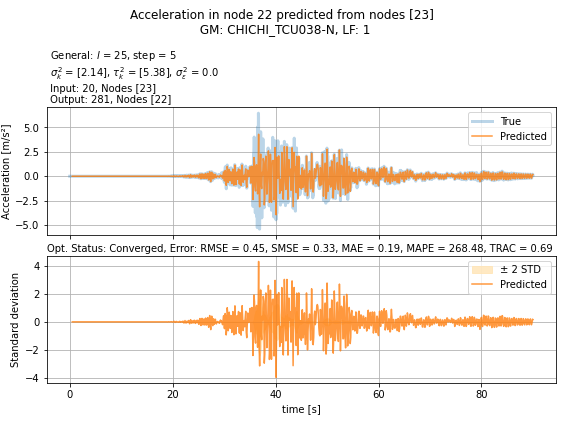 Acceleration in node 22 predicted from nodes [23]
GM: CHICHI_TCU038-N, LF: 1
General: l = 25, step = 5
σ²ₖ = [2.14], τ²ₖ = [5.38], σ²ε = 0.0
Input: 20, Nodes [23]
Output: 281, Nodes [22]
Acceleration [m/s²]
5.0
2.5
0.0
−2.5
−5.0
True
Predicted
Opt. Status: Converged, Error: RMSE = 0.45, SMSE = 0.33, MAE = 0.19, MAPE = 268.48, TRAC = 0.69
Standard deviation
4
2
0
−2
−4
± 2 STD
Predicted
0 20 40 60 80
time [s]